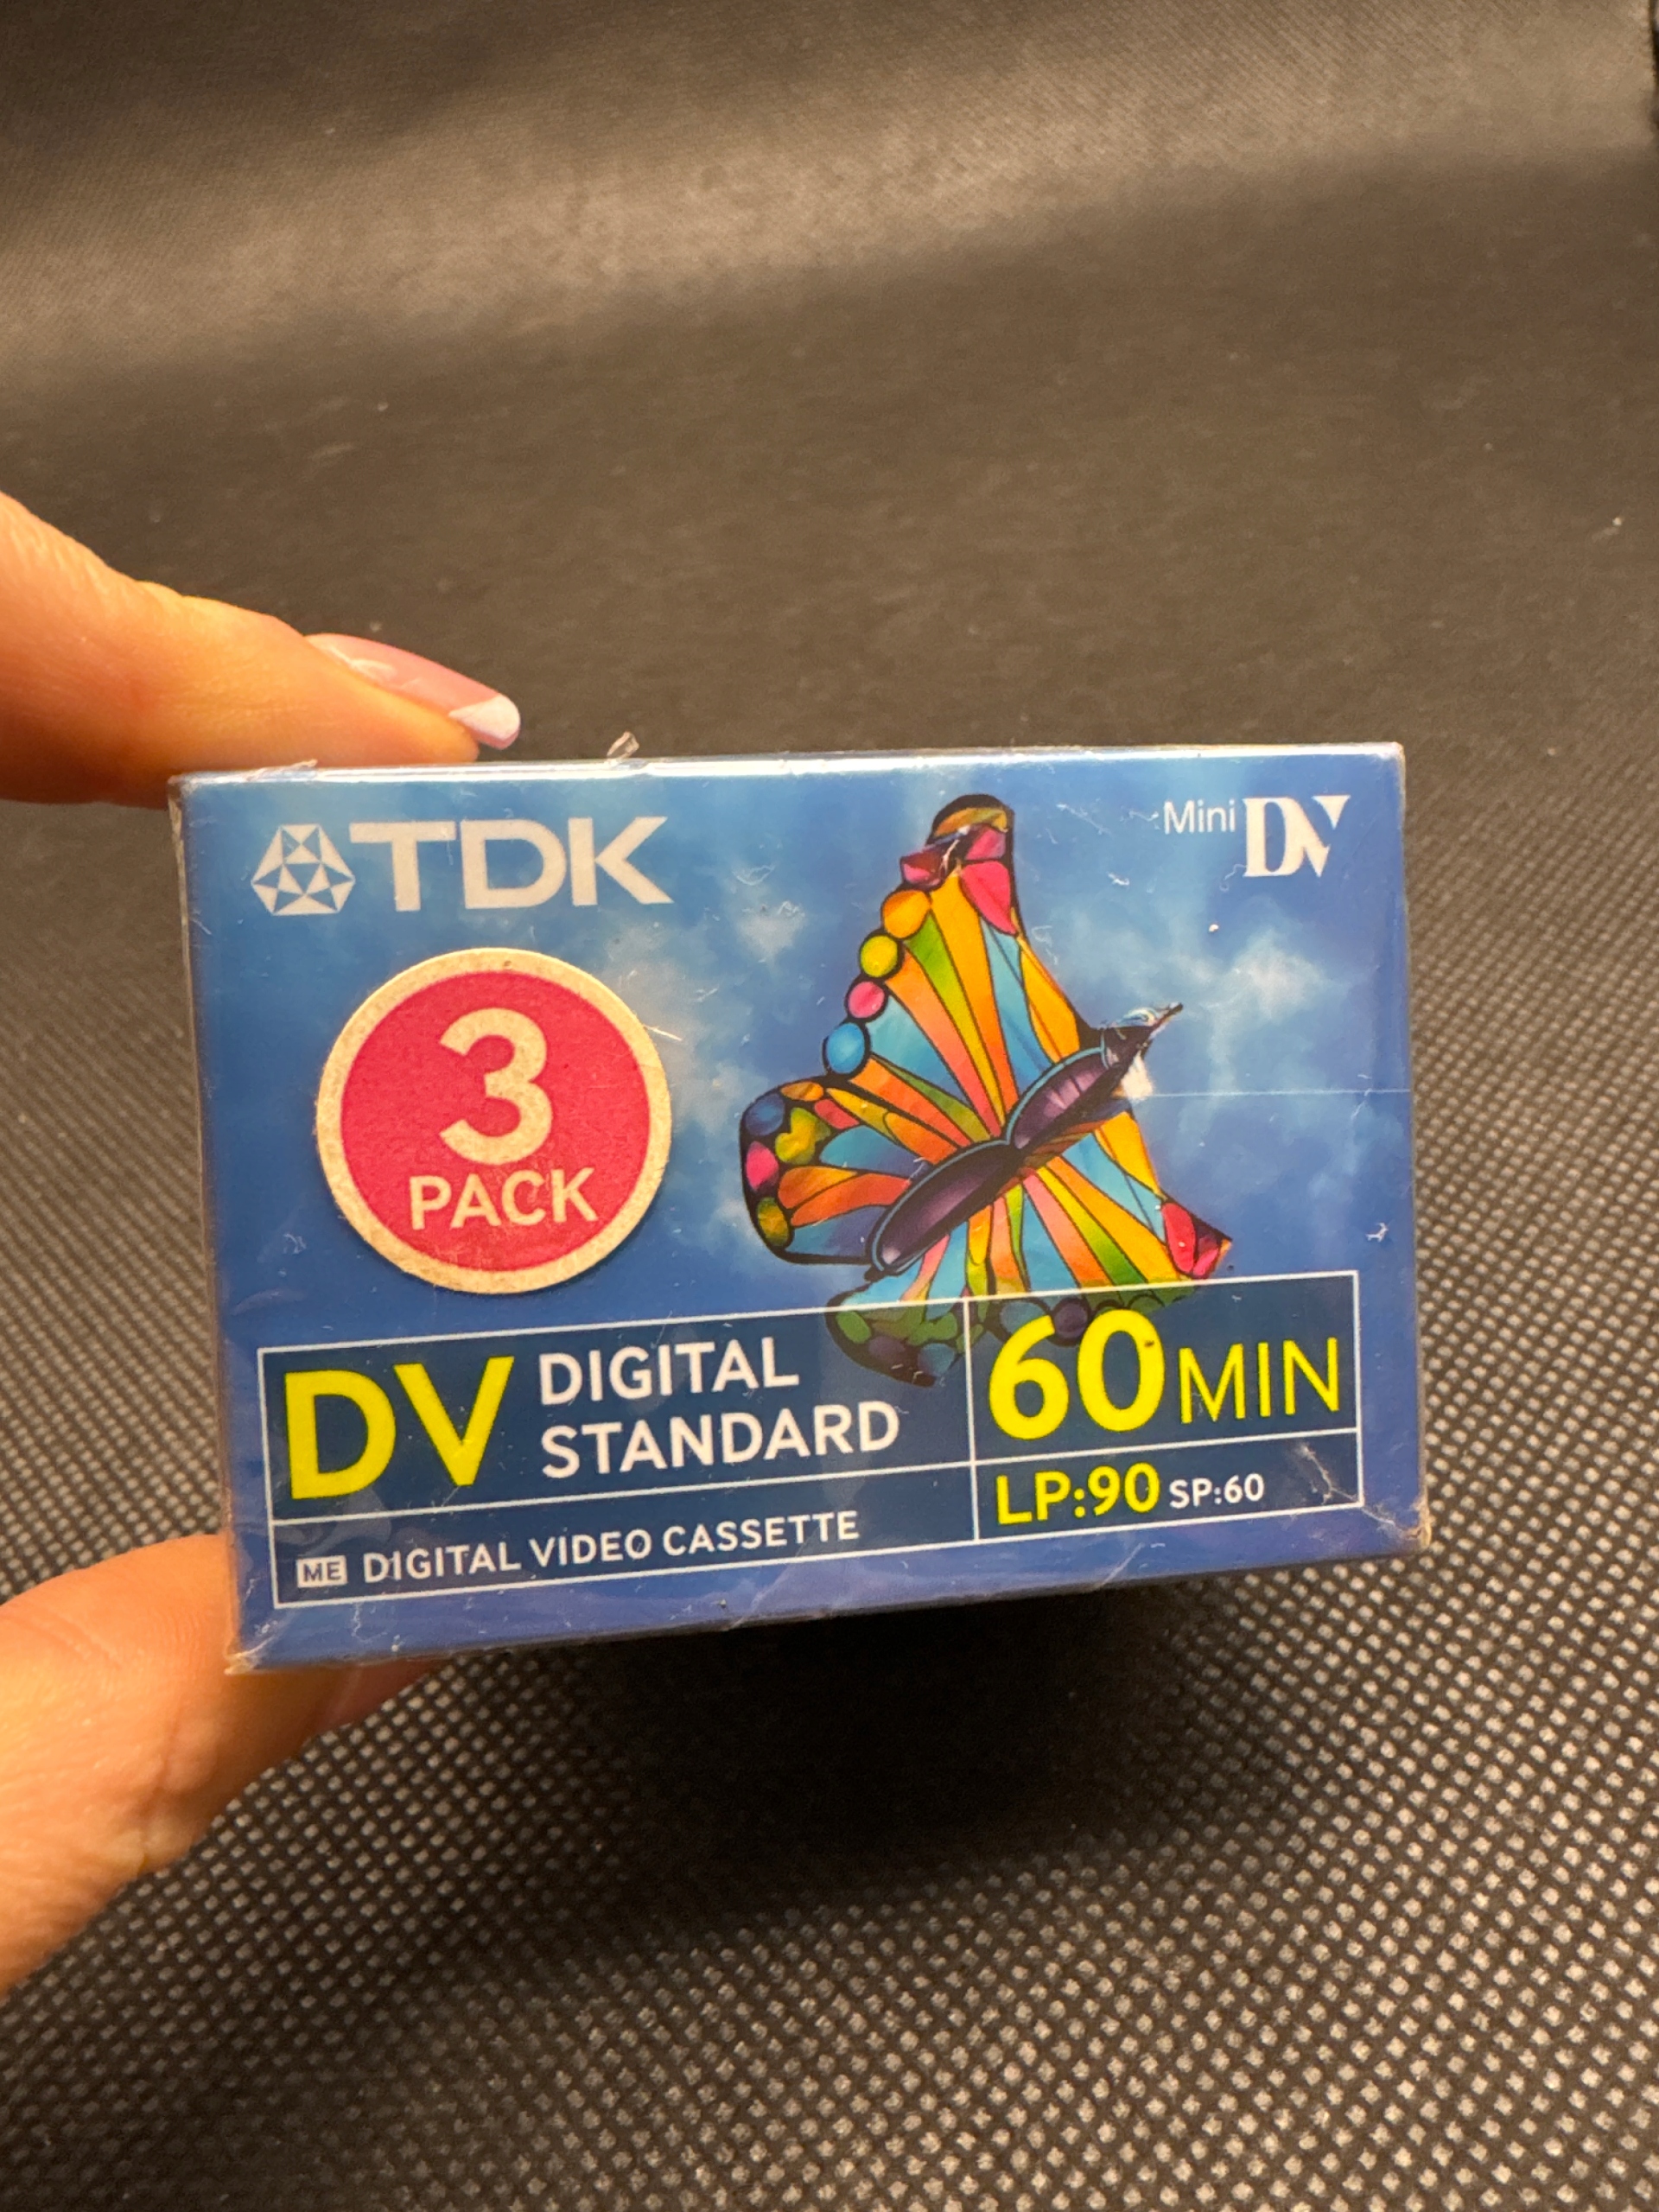 TDK
Mini DV
3
PACK
DV DIGITAL
STANDARD
60 MIN
LP:90 SP:60
ME DIGITAL VIDEO CASSETTE